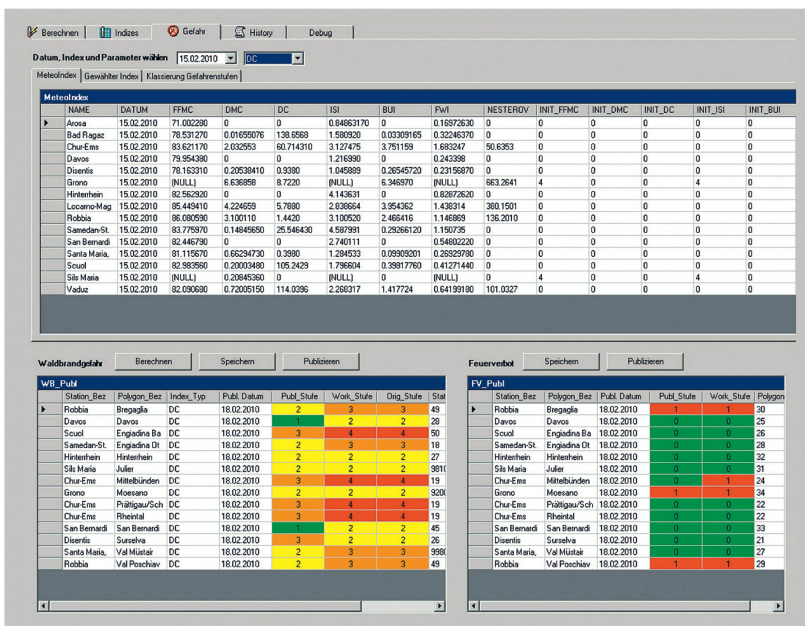 Berechnen Indizes Gefahr History Debug
Datum, Index und Parameter wählen 15.02.2010 DC
MeteoIndex Gewählter Index Klassierung Gefahrenstufen
MeteoIndex
NAME DATUM FFMC DMC DC ISI BUI FWI NESTEROV INIT_FFMC INIT_DMC INIT_DC INIT_ISI INIT_BUI
Arosa 15.02.2010 71.002280 0 0 0.84863170 0 0.16972630 0 0 0 0 0 0
Bad Ragaz 15.02.2010 78.531270 0.01655076 138.6568 1.580920 0.03309165 0.32246370 0 0 0 0 0 0
Chur-Ems 15.02.2010 83.621170 2.032553 60.714310 3.127475 3.751159 1.683247 50.6353 0 0 0 0 0
Davos 15.02.2010 79.954380 0 0 1.216990 0 0.243398 0 0 0 0 0 0
Disentis 15.02.2010 78.163310 0.20538410 0.9380 1.045889 0.26545720 0.23156870 0 0 0 0 0 0
Grono 15.02.2010 (NULL) 6.636858 8.7220 (NULL) 6.346970 (NULL) 663.2641 4 0 0 4 0
Hinterrhein 15.02.2010 82.562920 0 0 4.143631 0 0.82872620 0 0 0 0 0 0
Locarno-Mag 15.02.2010 85.449410 4.224659 5.7880 2.838664 3.954362 1.438314 380.1501 0 0 0 0 0
Robbia 15.02.2010 86.080590 3.100110 1.4420 3.100520 2.466416 1.146869 136.2010 0 0 0 0 0
Samedan-St. 15.02.2010 83.775970 0.14845650 25.546430 4.587991 0.29266120 1.150735 0 0 0 0 0 0
San Bernardi 15.02.2010 82.446790 0 0 2.740111 0 0.54802220 0 0 0 0 0 0
Santa Maria, 15.02.2010 81.115670 0.66294730 0.3980 1.284533 0.09909201 0.26929780 0 0 0 0 0 0
Scuol 15.02.2010 82.983560 0.20003480 105.2429 1.796604 0.39817760 0.41271440 0 0 0 0 0 0
Sils Maria 15.02.2010 (NULL) 0.20845360 0 (NULL) 0 (NULL) 0 4 0 0 4 0
Vaduz 15.02.2010 82.090680 0.72005150 114.0396 2.268317 1.417724 0.64199180 101.0327 0 0 0 0 0
Waldbrandgefahr Berechnen Speichern Publizieren
WB_Publ
Station_Bez Polygon_Bez Index_Typ Publ. Datum Publ_Stufe Work_Stufe Orig_Stufe Stat
Robbia Bregaglia DC 18.02.2010 2 3 3 49
Davos Davos DC 18.02.2010 1 2 2 28
Scuol Engiadina Ba DC 18.02.2010 3 4 4 50
Samedan-St. Engiadina Ot DC 18.02.2010 2 3 3 18
Hinterrhein Hinterrhein DC 18.02.2010 2 2 2 27
Sils Maria Julier DC 18.02.2010 2 2 2 981
Chur-Ems Mittelbünden DC 18.02.2010 3 4 4 19
Grono Moesano DC 18.02.2010 2 2 2 920
Chur-Ems Prättigau/Sch DC 18.02.2010 3 4 4 19
Chur-Ems Rheintal DC 18.02.2010 3 4 4 19
San Bernardi San Bernardi DC 18.02.2010 1 2 2 45
Disentis Surselva DC 18.02.2010 3 2 2 26
Santa Maria, Val Müstair DC 18.02.2010 2 3 3 998
Robbia Val Poschiav DC 18.02.2010 2 3 3 49
Feuerverbot Speichern Publizieren
FV_Publ
Station_Bez Polygon_Bez Publ. Datum Publ_Stufe Work_Stufe Polygon
Robbia Bregaglia 18.02.2010 1 1 30
Davos Davos 18.02.2010 0 0 25
Scuol Engiadina Ba 18.02.2010 0 0 26
Samedan-St. Engiadina Ot 18.02.2010 0 0 28
Hinterrhein Hinterrhein 18.02.2010 0 0 32
Sils Maria Julier 18.02.2010 0 0 31
Chur-Ems Mittelbünden 18.02.2010 0 1 24
Grono Moesano 18.02.2010 1 1 34
Chur-Ems Prättigau/Sch 18.02.2010 0 0 22
Chur-Ems Rheintal 18.02.2010 0 0 22
San Bernardi San Bernardi 18.02.2010 0 0 33
Disentis Surselva 18.02.2010 0 0 21
Santa Maria, Val Müstair 18.02.2010 0 0 27
Robbia Val Poschiav 18.02.2010 1 1 29